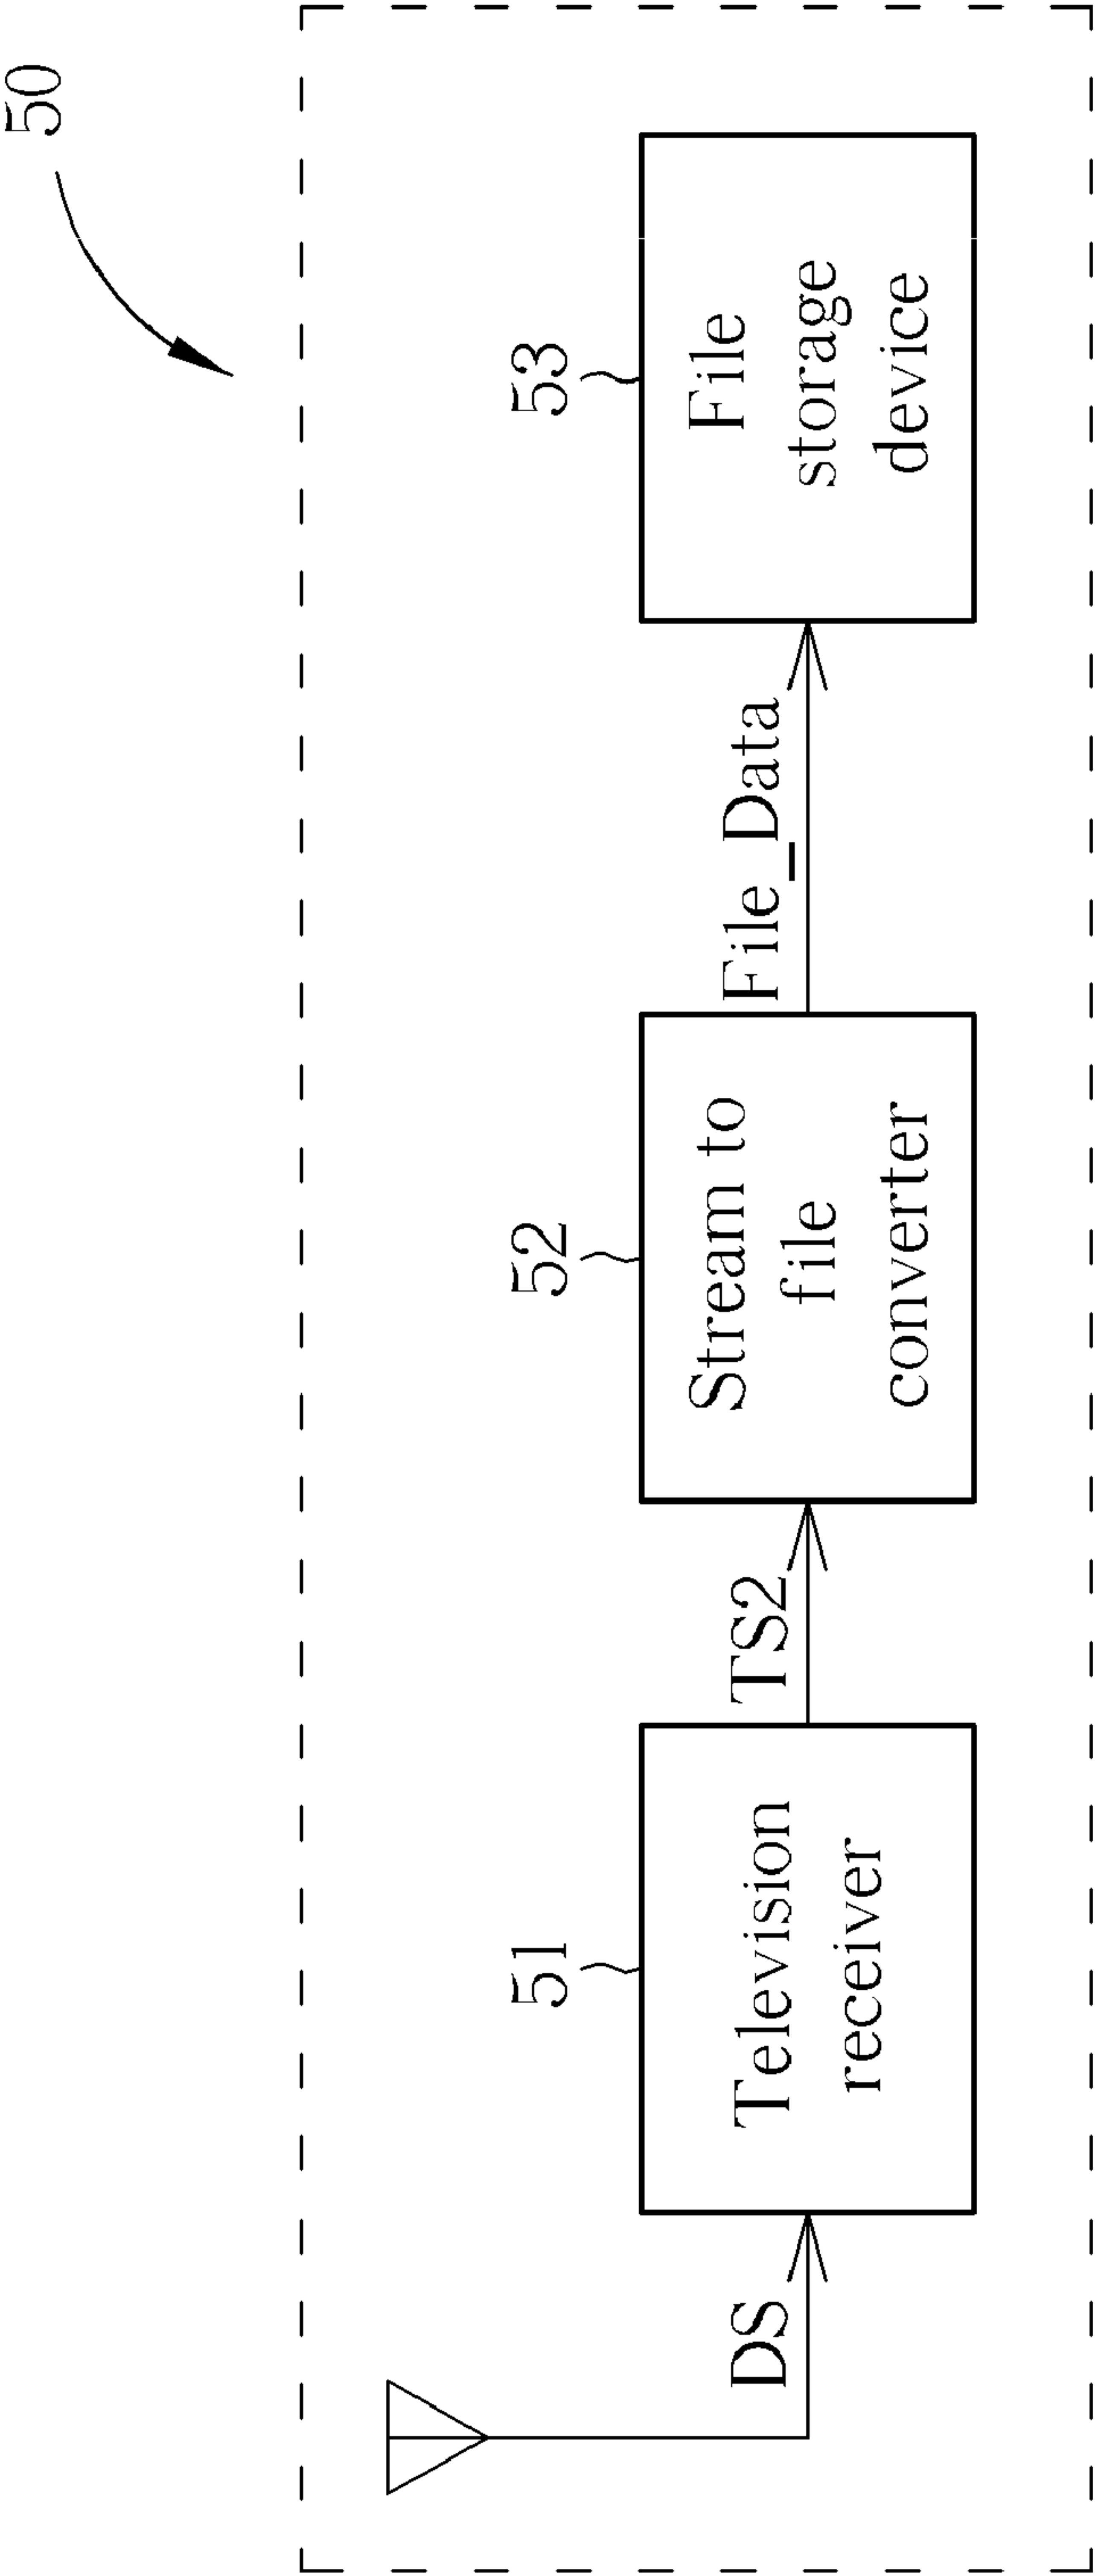 50
DS
51
Television
receiver
TS2
52
Stream to
file
converter
File_Data
53
File
storage
device